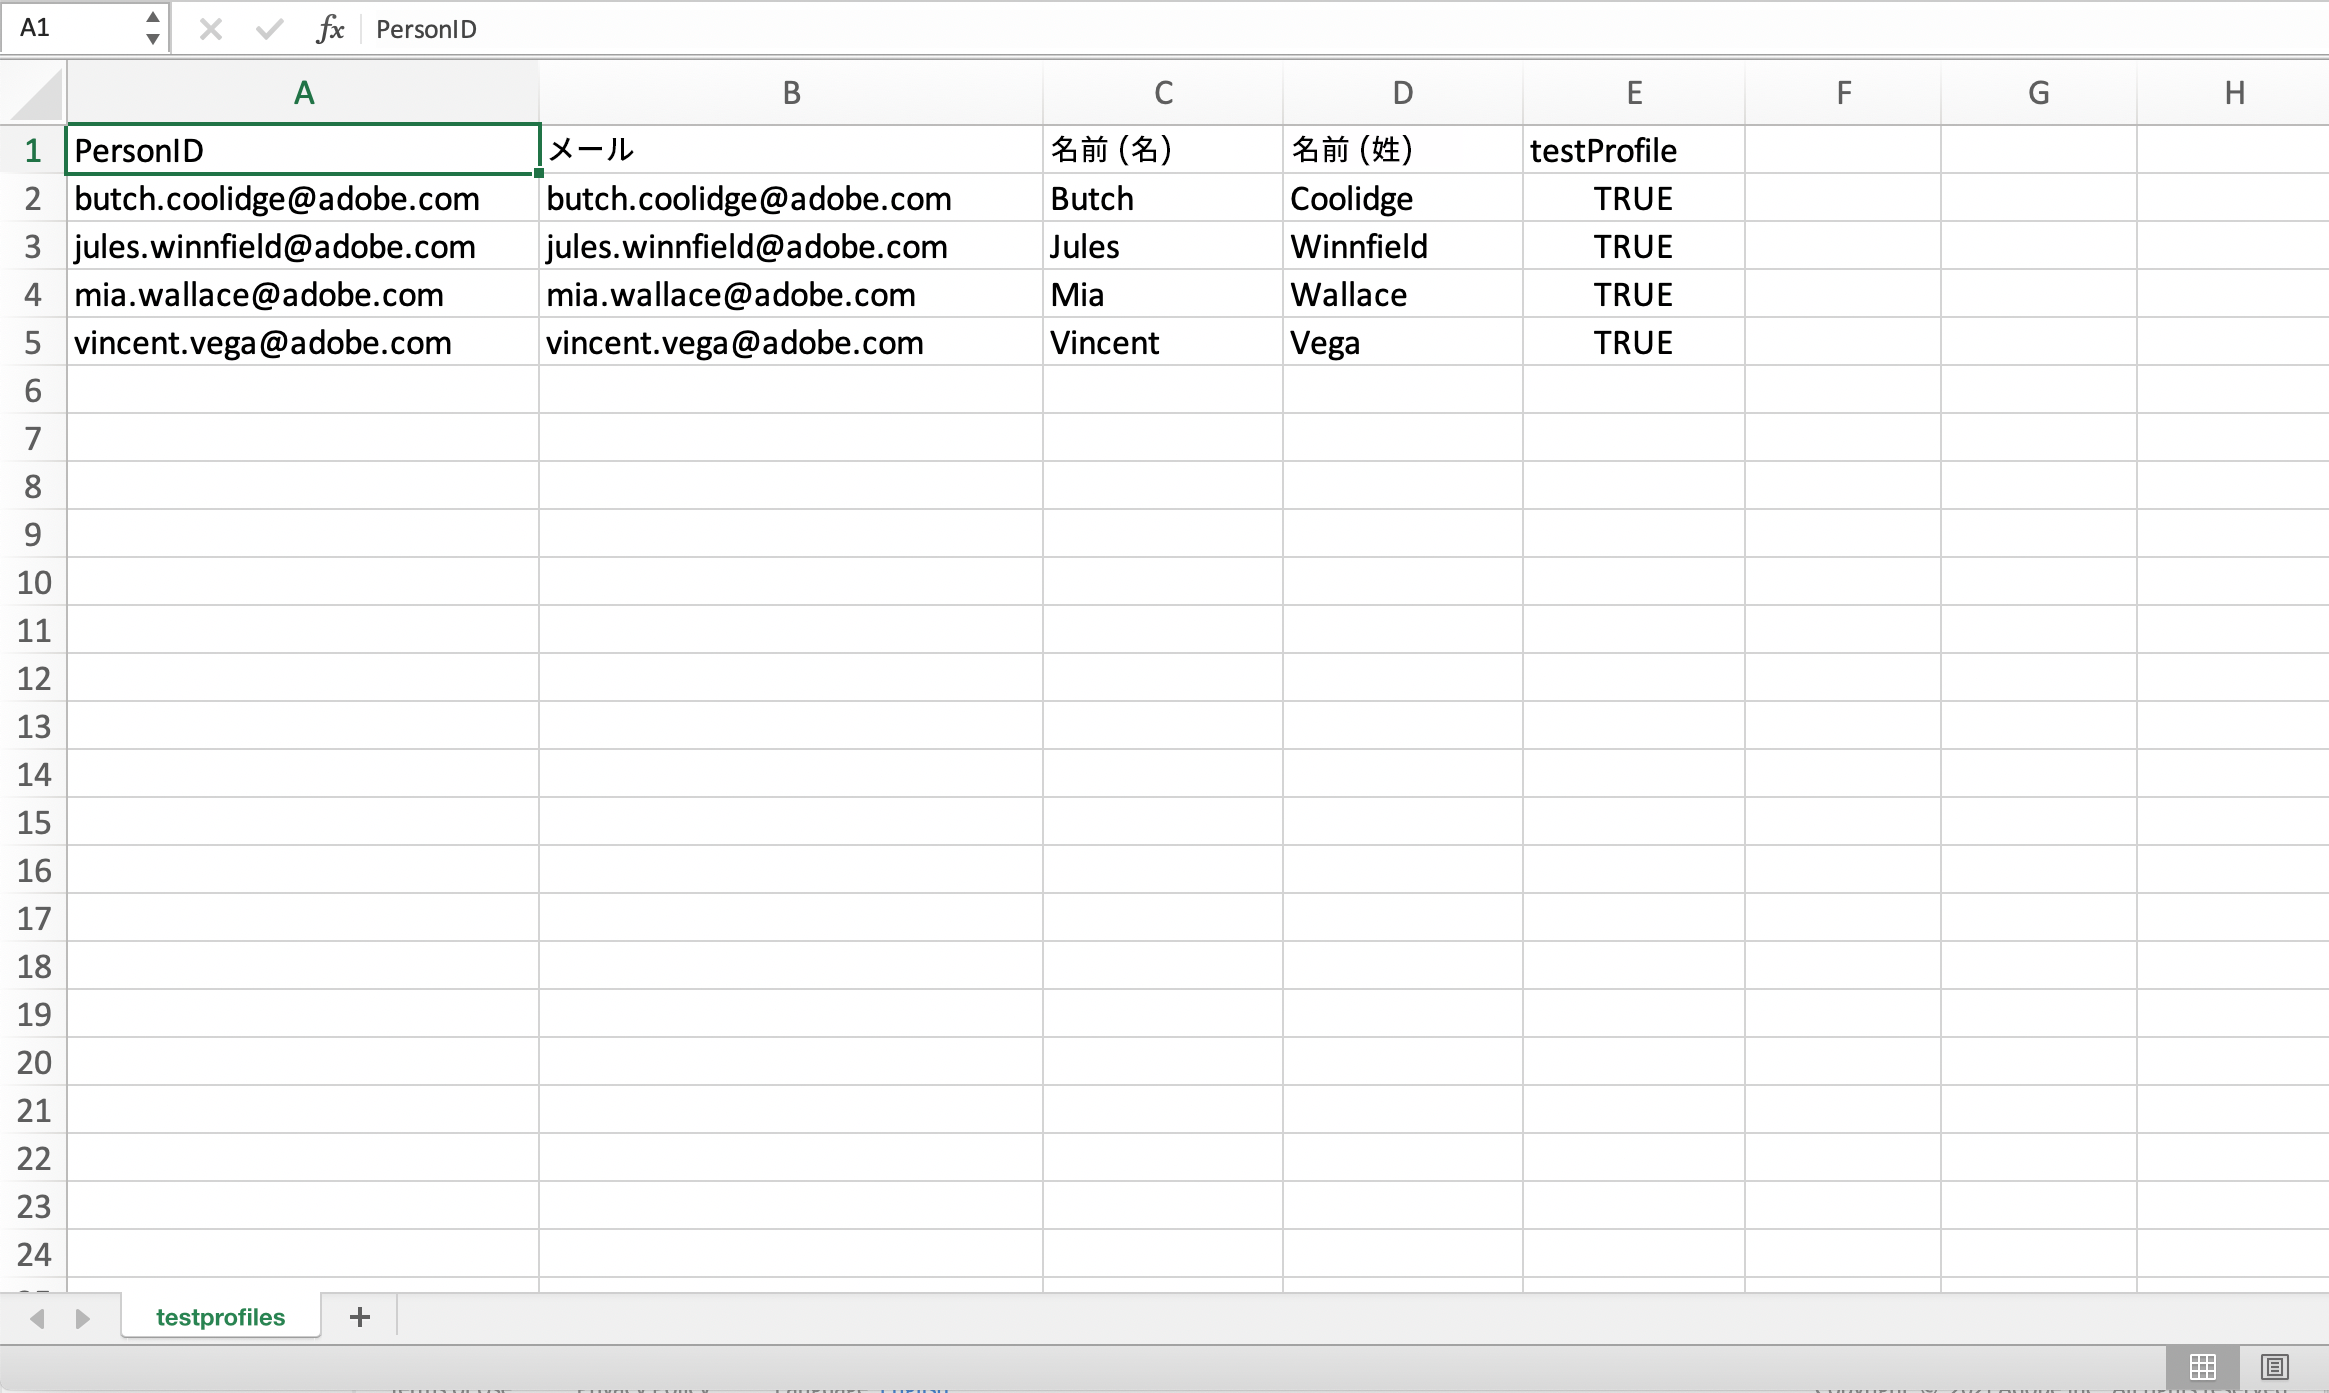 A1 fx PersonID
A B C D E F G H
1 PersonID メール 名前 (名) 名前 (姓) testProfile
2 butch.coolidge@adobe.com butch.coolidge@adobe.com Butch Coolidge TRUE
3 jules.winnfield@adobe.com jules.winnfield@adobe.com Jules Winnfield TRUE
4 mia.wallace@adobe.com mia.wallace@adobe.com Mia Wallace TRUE
5 vincent.vega@adobe.com vincent.vega@adobe.com Vincent Vega TRUE
6
7
8
9
10
11
12
13
14
15
16
17
18
19
20
21
22
23
24
testprofiles +